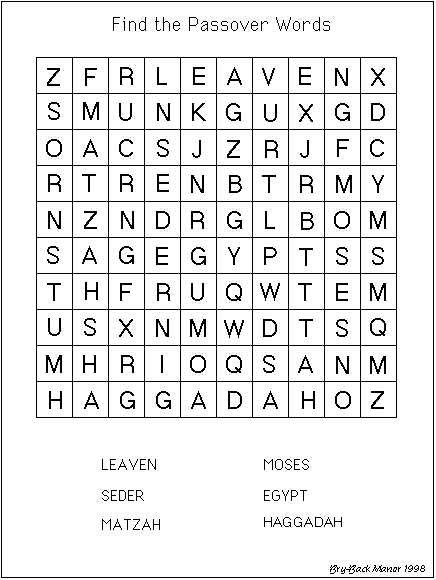 Find the Passover Words
Z F R L E A V E N X
S M U N K G U X G D
O A C S J Z R J F C
R T R E N B T R M Y
N Z N D R G L B O M
S A G E G Y P T S S
T H F R U Q W T E M
U S X N M W D T S Q
M H R I O Q S A N M
H A G G A D A H O Z
LEAVEN MOSES
SEDER EGYPT
MATZAH HAGGADAH
Bry-Back Manor 1998